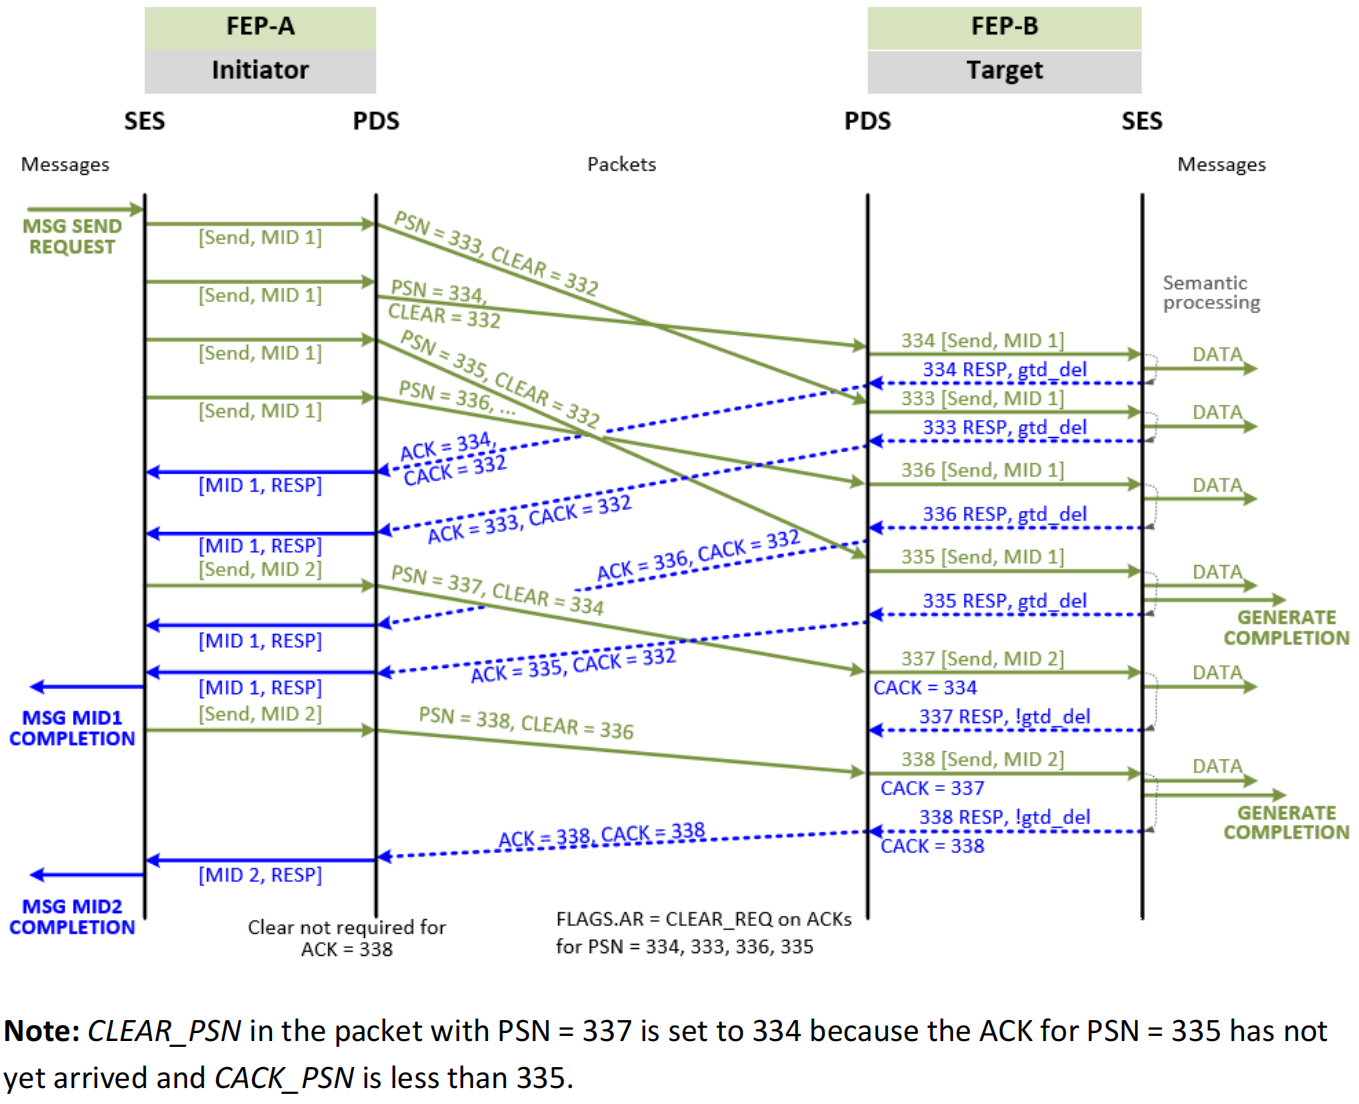 FEP-A
FEP-B
Initiator
Target
SES
PDS
PDS
SES
Messages
Packets
Messages
MSG SEND
REQUEST
[Send, MID 1]
PSN = 333, CLEAR = 332
[Send, MID 1]
PSN = 334,
CLEAR = 332
Semantic
processing
[Send, MID 1]
PSN = 335, CLEAR = 332
334 [Send, MID 1]
DATA
334 RESP, gtd_del
[Send, MID 1]
PSN = 336, ...
333 [Send, MID 1]
DATA
333 RESP, gtd_del
ACK = 334,
CACK = 332
[MID 1, RESP]
336 [Send, MID 1]
DATA
336 RESP, gtd_del
ACK = 333, CACK = 332
[MID 1, RESP]
ACK = 336, CACK = 332
335 [Send, MID 1]
DATA
[Send, MID 2]
PSN = 337, CLEAR = 334
335 RESP, gtd_del
GENERATE
COMPLETION
[MID 1, RESP]
ACK = 335, CACK = 332
337 [Send, MID 2]
DATA
[MID 1, RESP]
CACK = 334
MSG MID1
COMPLETION
[Send, MID 2]
PSN = 338, CLEAR = 336
337 RESP, !gtd_del
338 [Send, MID 2]
DATA
CACK = 337
GENERATE
COMPLETION
338 RESP, !gtd_del
ACK = 338, CACK = 338
CACK = 338
[MID 2, RESP]
MSG MID2
COMPLETION
Clear not required for
ACK = 338
FLAGS.AR = CLEAR_REQ on ACKs
for PSN = 334, 333, 336, 335
Note: CLEAR_PSN in the packet with PSN = 337 is set to 334 because the ACK for PSN = 335 has not
yet arrived and CACK_PSN is less than 335.